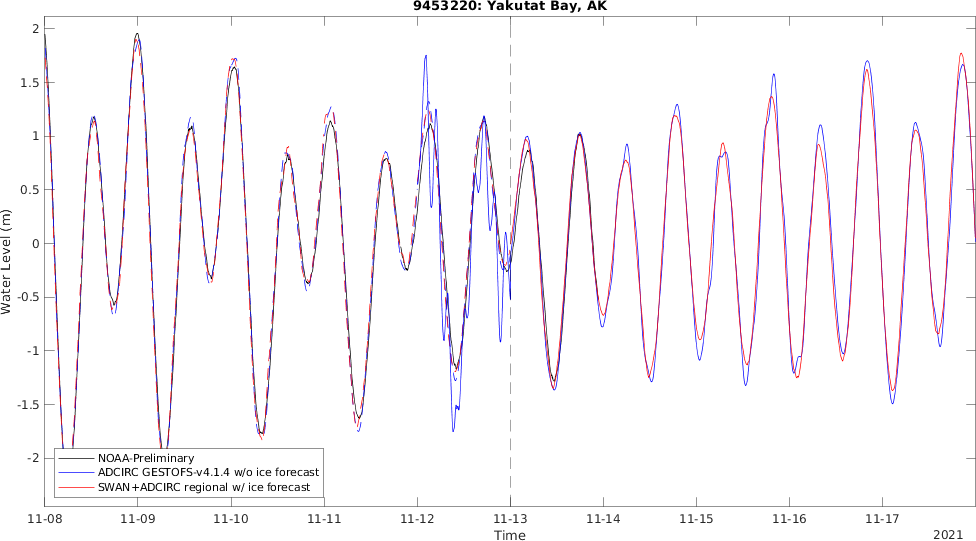 9453220: Yakutat Bay, AK
2
1.5
1
0.5
0
-0.5
-1
-1.5
-2
Water Level (m)
NOAA-Preliminary
ADCIRC GESTOFS-v4.1.4 w/o ice forecast
SWAN+ADCIRC regional w/ ice forecast
11-08 11-09 11-10 11-11 11-12 11-13 11-14 11-15 11-16 11-17
Time
2021